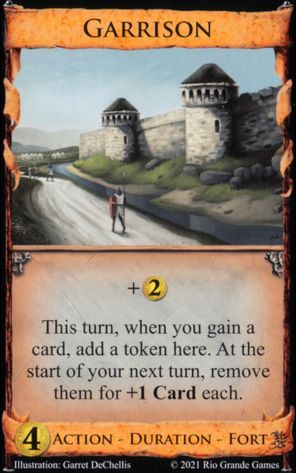 GARRISON
+2
This turn, when you gain a
card, add a token here. At the
start of your next turn, remove
them for +1 Card each.
4 ACTION - DURATION - FORT
Illustration: Garret DeChellis © 2021 Rio Grande Games